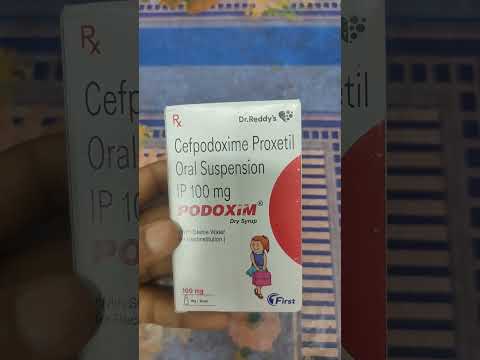 Rx
Dr.Reddy's
Cefpodoxime Proxetil
Oral Suspension
IP 100 mg
PODOXIM®
Dry Syrup
100 mg
First